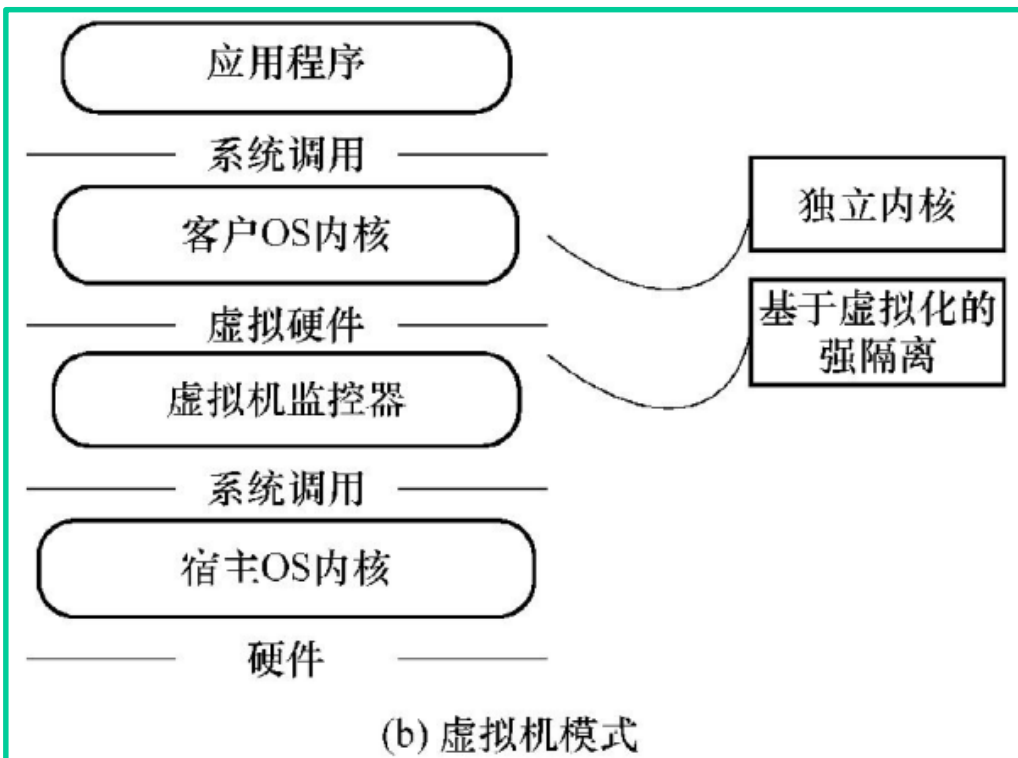 应用程序
系统调用
客户OS内核
独立内核
虚拟硬件
基于虚拟化的
强隔离
虚拟机监控器
系统调用
宿主OS内核
硬件
(b) 虚拟机模式